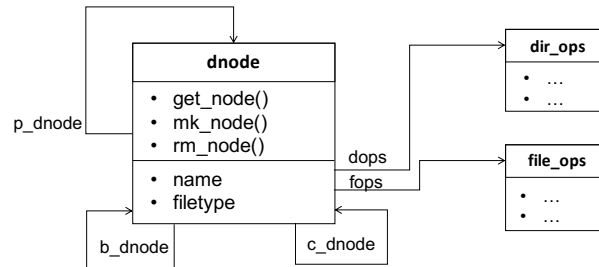 dnode
• get_node()
• mk_node()
• rm_node()
• name
• filetype
p_dnode
b_dnode
c_dnode
dops
fops
dir_ops
• ...
• ...
file_ops
• ...
• ...